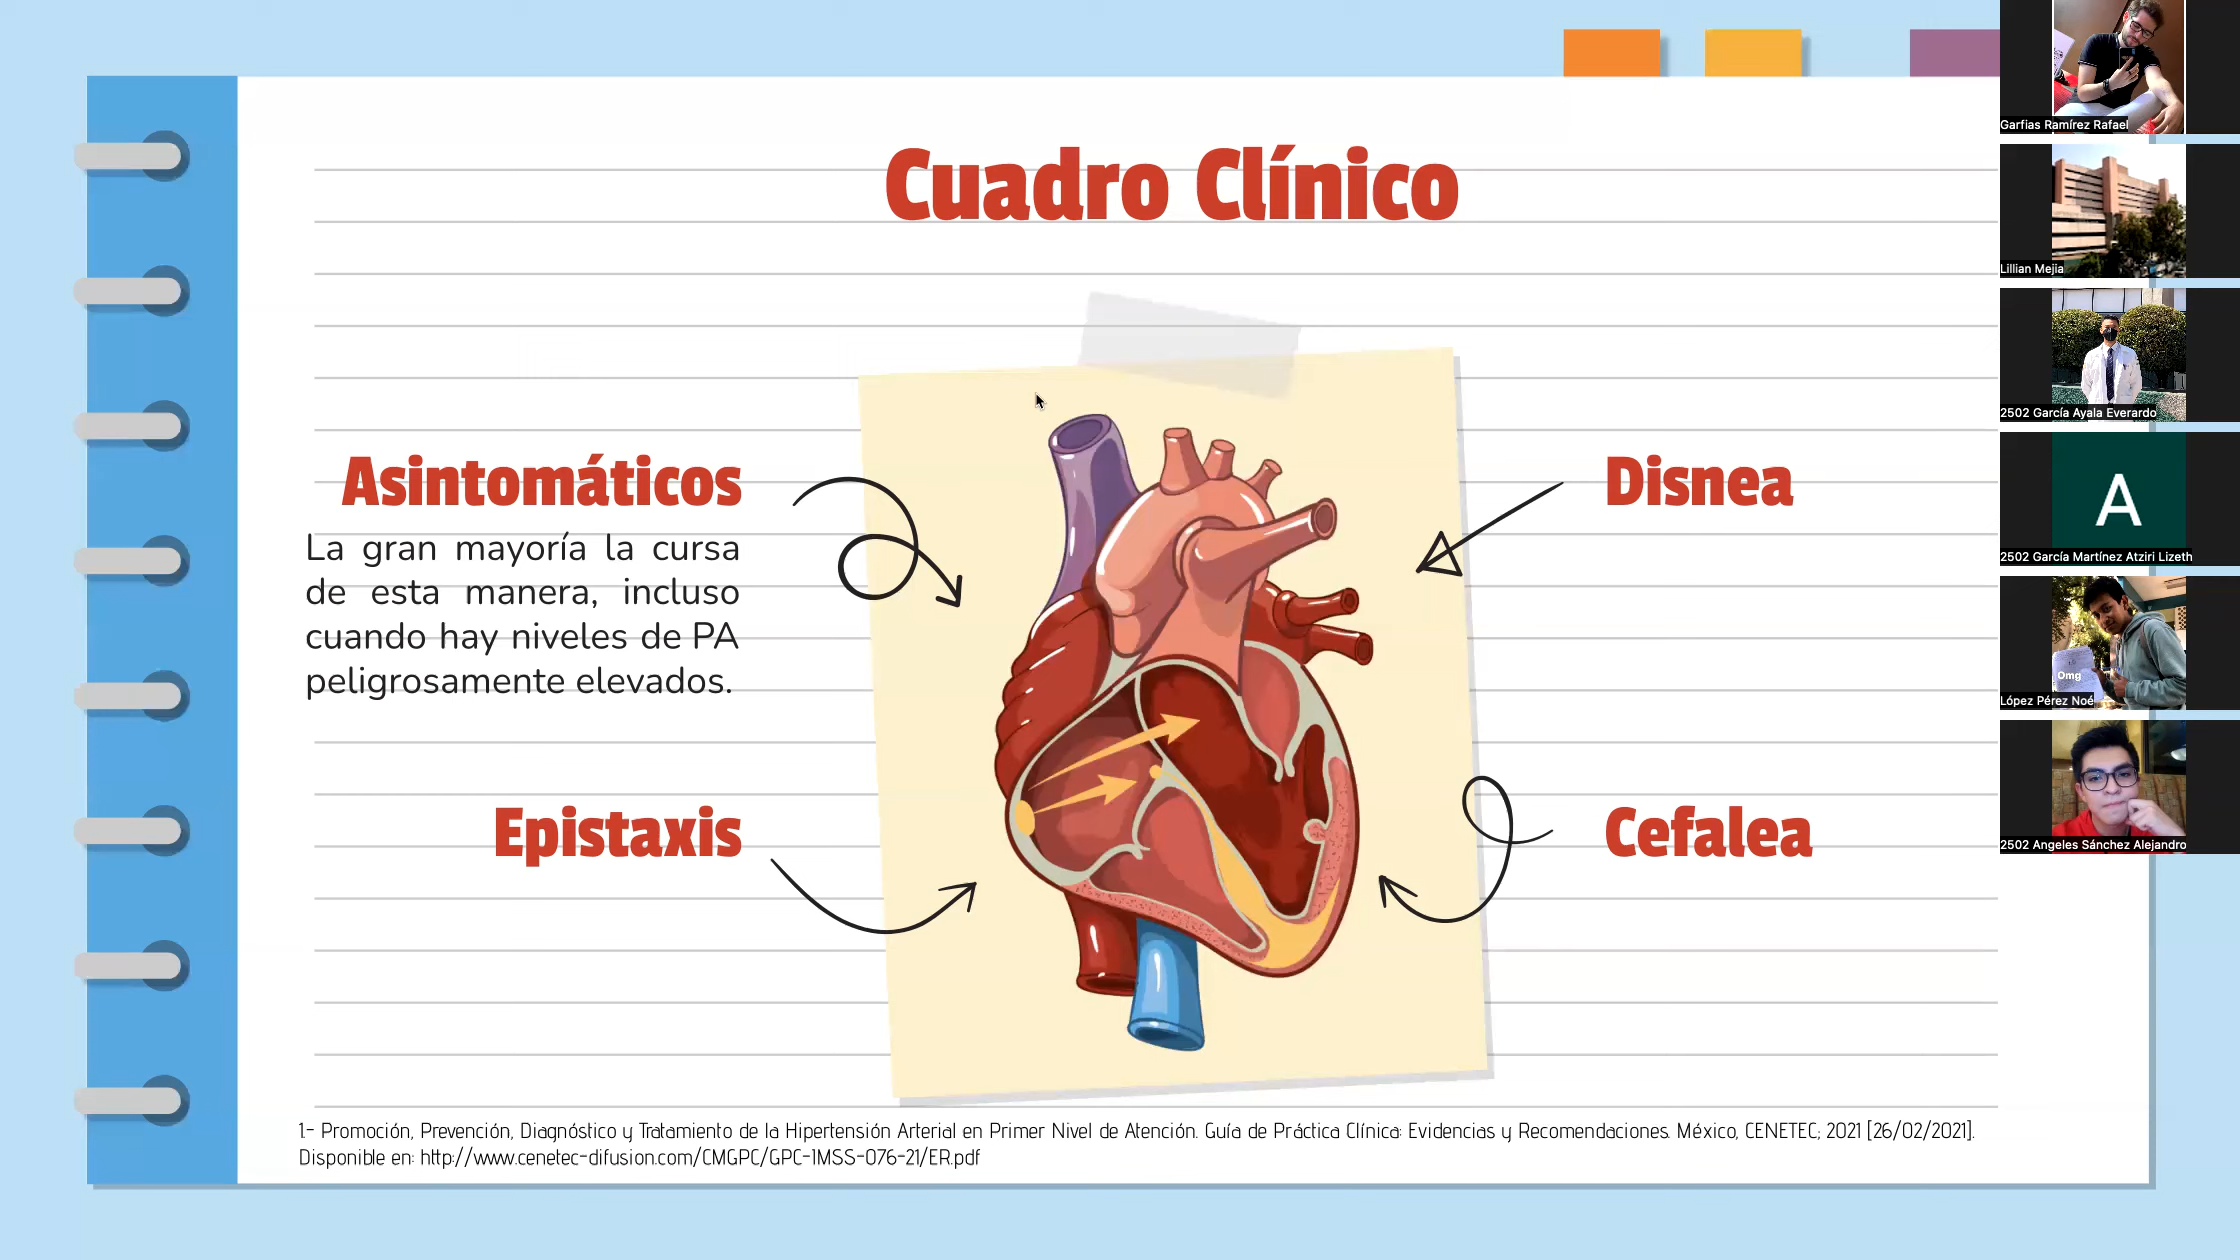 Cuadro Clínico
Asintomáticos
La gran mayoría la cursa
de esta manera, incluso
cuando hay niveles de PA
peligrosamente elevados.
Disnea
Epistaxis
Cefalea
1.- Promoción, Prevención, Diagnóstico y Tratamiento de la Hipertensión Arterial en Primer Nivel de Atención. Guía de Práctica Clínica: Evidencias y Recomendaciones. México, CENETEC; 2021 [26/02/2021].
Disponible en: http://www.cenetec-difusion.com/CMGPC/GPC-IMSS-076-21/ER.pdf
Garfias Ramírez Rafael
Lillian Mejia
2502 García Ayala Everardo
A
2502 García Martínez Atziri Lizeth
Omg
López Pérez Noé
2502 Angeles Sánchez Alejandro